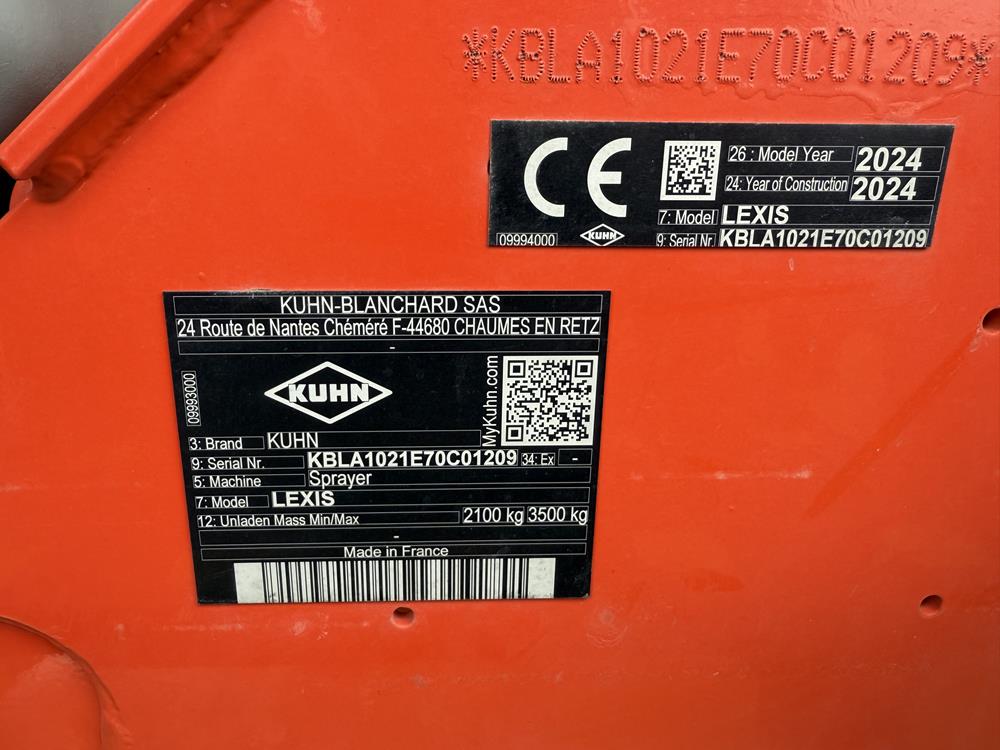 *KBLA1021E70C01209*
CE
26 : Model Year 2024
24: Year of Construction 2024
7: Model LEXIS
09994000 KUHN 9: Serial Nr. KBLA1021E70C01209
KUHN-BLANCHARD SAS
24 Route de Nantes Chéméré F-44680 CHAUMES EN RETZ
-
09993000
KUHN
MyKuhn.com
3: Brand KUHN
9: Serial Nr. KBLA1021E70C01209 34: Ex -
5: Machine Sprayer
7: Model LEXIS
12: Unladen Mass Min/Max 2100 kg 3500 kg
-
Made in France